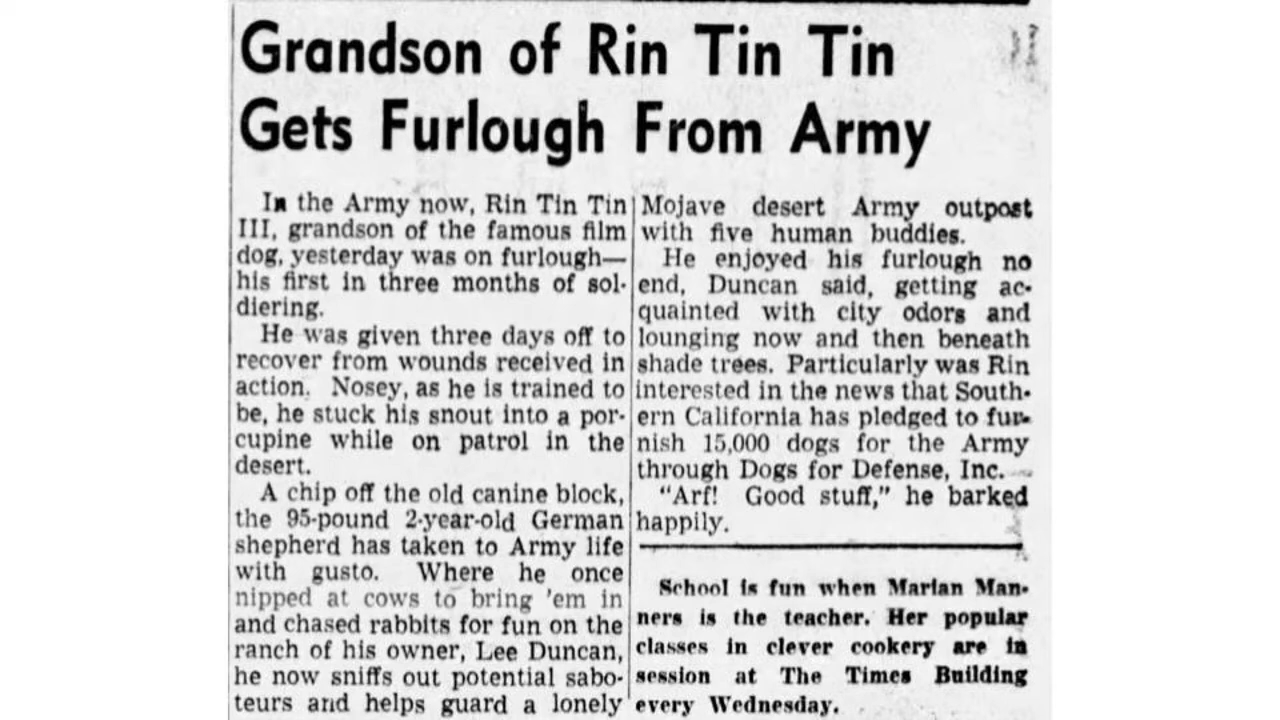 Grandson of Rin Tin Tin
Gets Furlough From Army
In the Army now, Rin Tin Tin
III, grandson of the famous film
dog, yesterday was on furlough—
his first in three months of sol-
diering.
He was given three days off to
recover from wounds received in
action. Nosey, as he is trained to
be, he stuck his snout into a por-
cupine while on patrol in the
desert.
A chip off the old canine block,
the 95-pound 2-year-old German
shepherd has taken to Army life
with gusto. Where he once
nipped at cows to bring 'em in
and chased rabbits for fun on the
ranch of his owner, Lee Duncan,
he now sniffs out potential sabo-
teurs and helps guard a lonely
Mojave desert Army outpost
with five human buddies.
He enjoyed his furlough no
end, Duncan said, getting ac-
quainted with city odors and
lounging now and then beneath
shade trees. Particularly was Rin
interested in the news that South-
ern California has pledged to fur-
nish 15,000 dogs for the Army
through Dogs for Defense, Inc.
"Arf! Good stuff," he barked
happily.
School is fun when Marian Man-
ners is the teacher. Her popular
classes in clever cookery are in
session at The Times Building
every Wednesday.